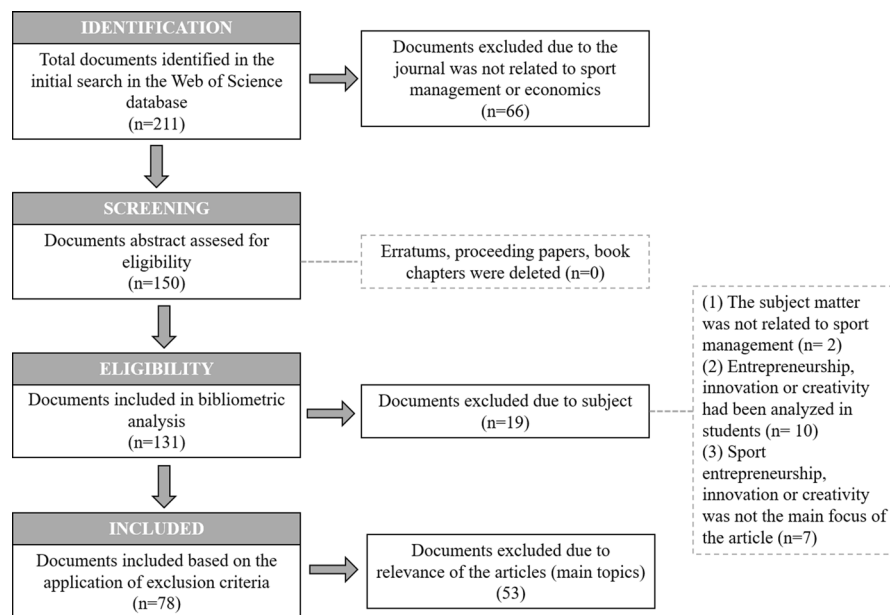 IDENTIFICATION
Total documents identified in the
initial search in the Web of Science
database
(n=211)
Documents excluded due to the
journal was not related to sport
management or economics
(n=66)
SCREENING
Documents abstract assesed for
eligibility
(n=150)
Erratums, proceeding papers, book
chapters were deleted (n=0)
ELIGIBILITY
Documents included in bibliometric
analysis
(n=131)
Documents excluded due to subject
(n=19)
(1) The subject matter
was not related to sport
management (n= 2)
(2) Entrepreneurship,
innovation or creativity
had been analyzed in
students (n= 10)
(3) Sport
entrepreneurship,
innovation or creativity
was not the main focus of
the article (n=7)
INCLUDED
Documents included based on the
application of exclusion criteria
n=78)
Documents excluded due to
relevance of the articles (main topics)
(53)